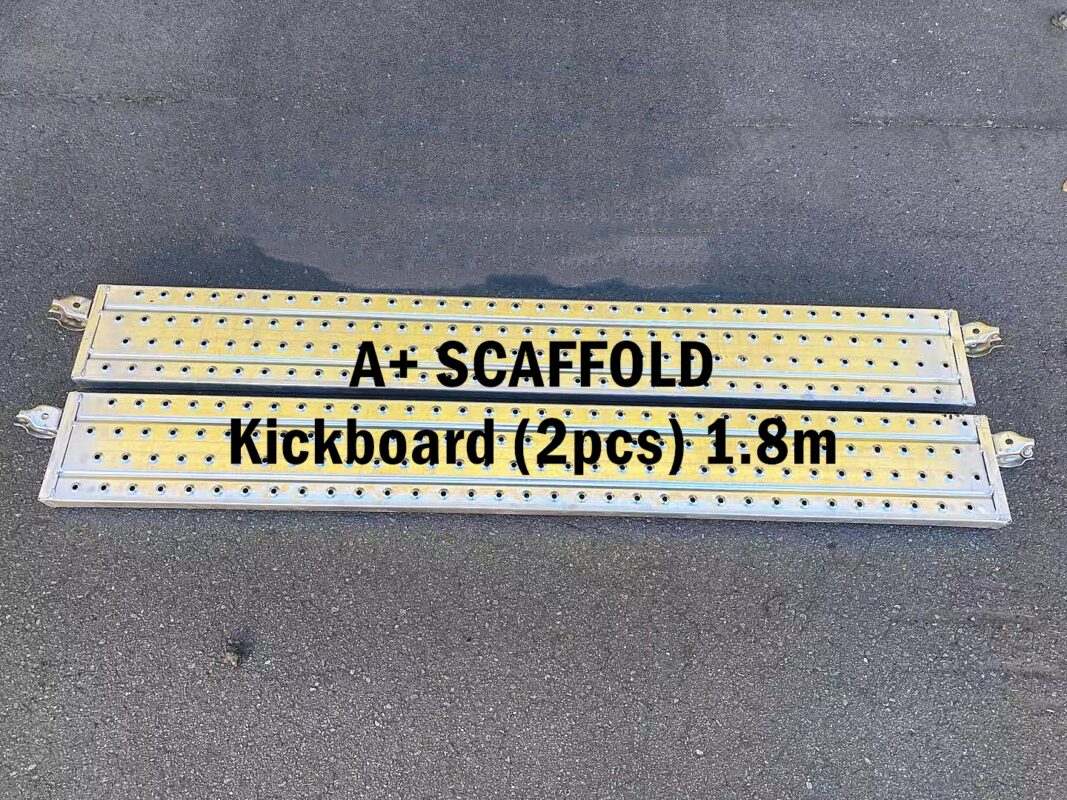 A+ SCAFFOLD
Kickboard (2pcs) 1.8m